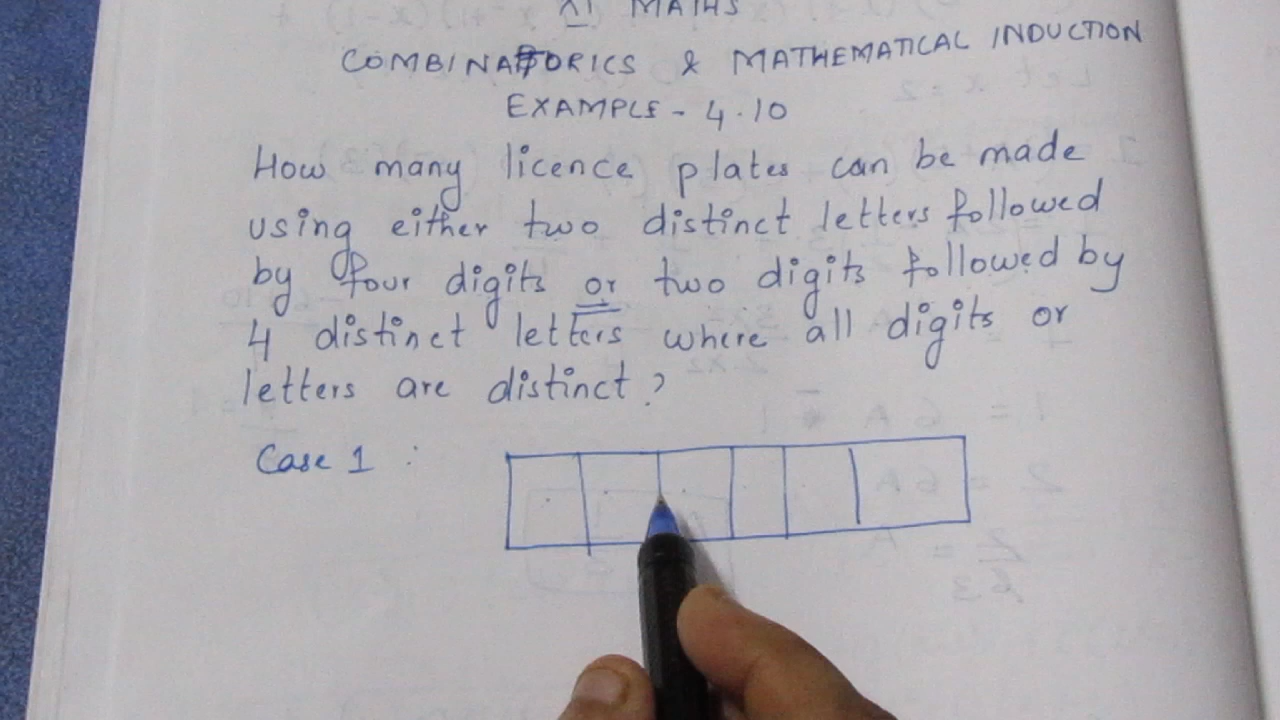 XI MATHS
COMBINATORICS & MATHEMATICAL INDUCTION
EXAMPLE - 4.10
How many licence plates can be made
using either two distinct letters followed
by four digits or two digits followed by
4 distinct letters where all digits or
letters are distinct?
Case 1 :